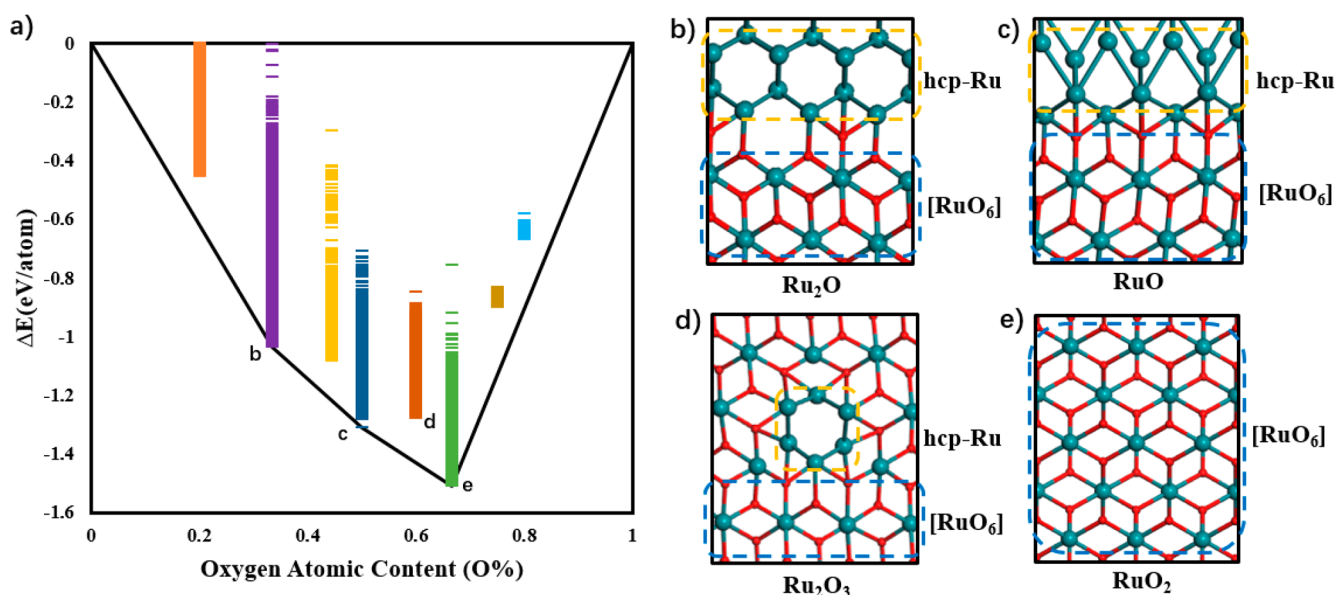 a)
0
-0.2
-0.4
-0.6
-0.8
-1
-1.2
-1.4
-1.6
ΔE(eV/atom)
b
c
d
e
0
0.2
0.4
0.6
0.8
1
Oxygen Atomic Content (O%)
b)
hcp-Ru
[RuO₆]
Ru₂O
c)
hcp-Ru
[RuO₆]
RuO
d)
hcp-Ru
[RuO₆]
Ru₂O₃
e)
[RuO₆]
RuO₂